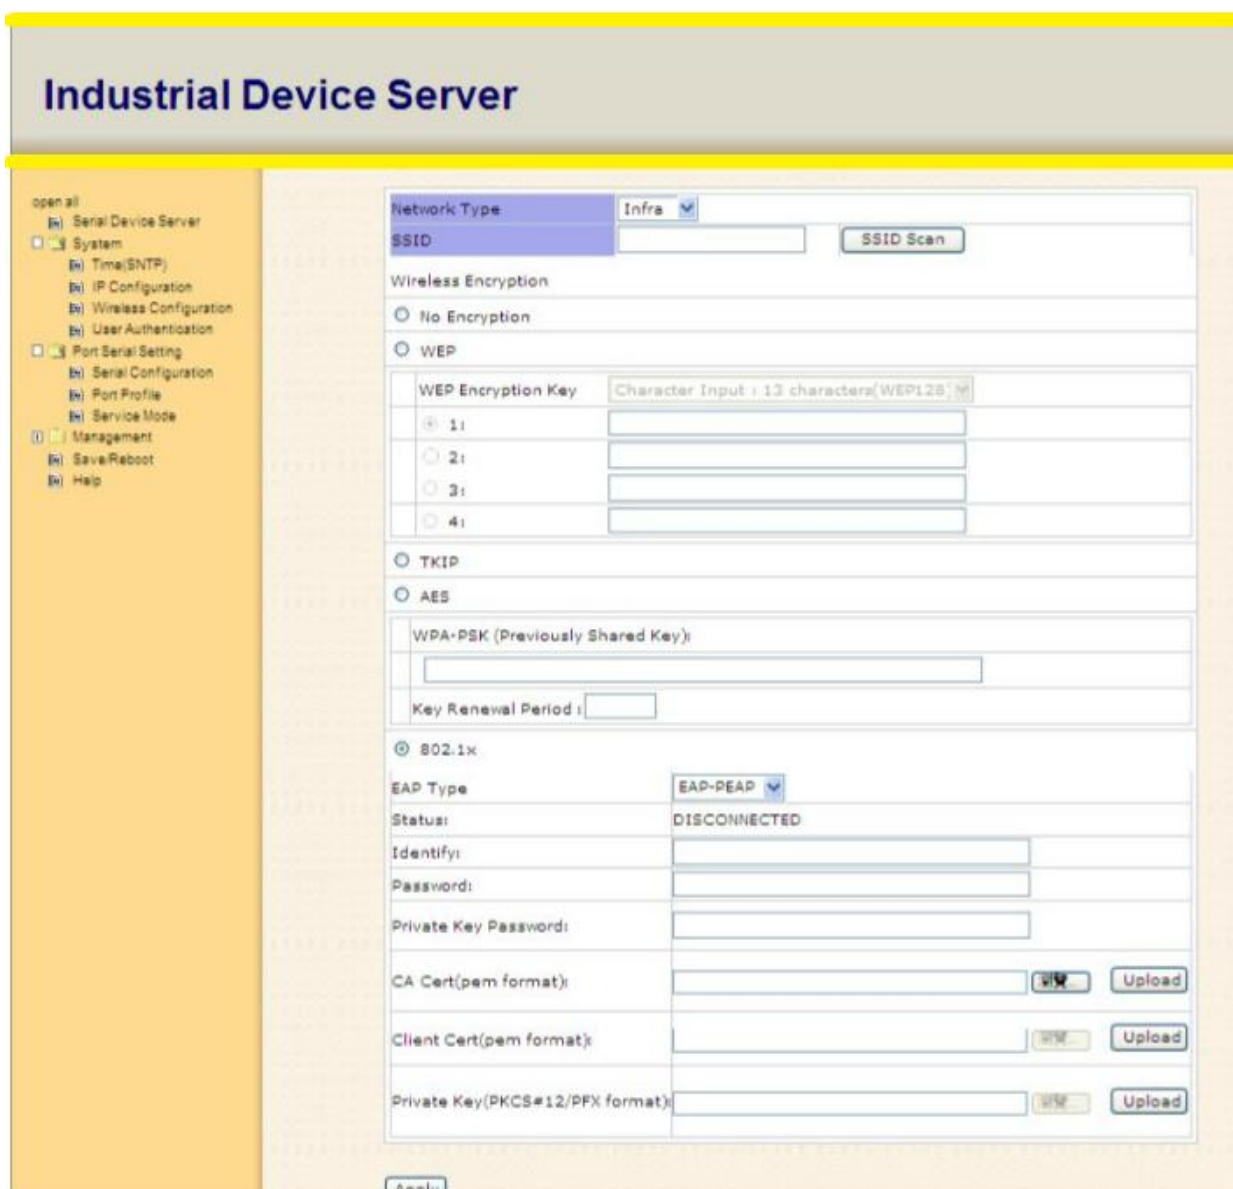 Industrial Device Server
open all
Serial Device Server
System
Time(SNTP)
IP Configuration
Wireless Configuration
User Authentication
Port Serial Setting
Serial Configuration
Port Profile
Service Mode
Management
Save/Reboot
Help
Network Type Infra
SSID SSID Scan
Wireless Encryption
No Encryption
WEP
WEP Encryption Key Character Input : 13 characters(WEP128)
1:
2:
3:
4:
TKIP
AES
WPA-PSK (Previously Shared Key):
Key Renewal Period :
802.1x
EAP Type EAP-PEAP
Status: DISCONNECTED
Identify:
Password:
Private Key Password:
CA Cert(pem format): Upload
Client Cert(pem format): Upload
Private Key(PKCS#12/PFX format): Upload
Apply